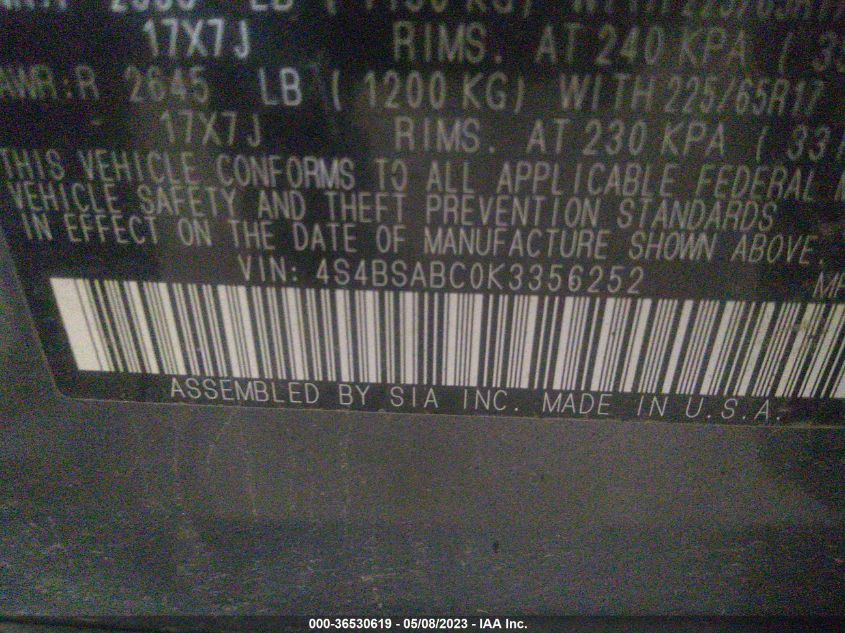 17X7J RIMS. AT 240 KPA (
AWR:R 2645 LB ( 1200 KG) WITH 225/65R17
17X7J RIMS. AT 230 KPA ( 33
THIS VEHICLE CONFORMS TO ALL APPLICABLE FEDERAL
VEHICLE SAFETY AND THEFT PREVENTION STANDARDS
IN EFFECT ON THE DATE OF MANUFACTURE SHOWN ABOVE.
VIN: 4S4BSABC0K3356252
ASSEMBLED BY SIA INC. MADE IN U.S.A.
000-36530619 - 05/08/2023 - IAA Inc.